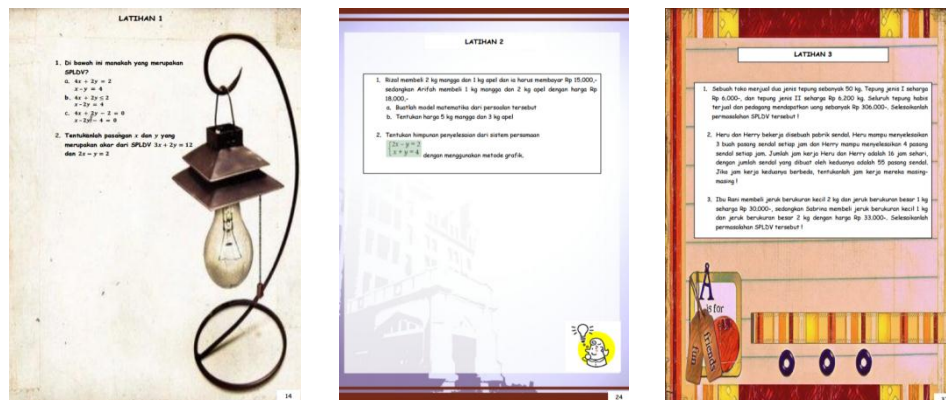 LATIHAN 1
1. Di bawah ini manakah yang merupakan
SPLDV?
a. 4x + 2y = 2
x - y = 4
b. 4x + 2y ≤ 2
x - 2y = 4
c. 4x + 2y - 2 = 0
x - 2y - 4 = 0
2. Tentukanlah pasangan x dan y yang
merupakan akar dari SPLDV 3x + 2y = 12
dan 2x - y = 2
14
LATIHAN 2
1. Rizal membeli 2 kg mangga dan 1 kg apel dan ia harus membayar Rp 15,000,-
sedangkan Arifah membeli 1 kg mangga dan 2 kg apel dengan harga Rp
18,000,-
a. Buatlah model matematika dari persoalan tersebut
b. Tentukan harga 5 kg mangga dan 3 kg apel
2. Tentukan himpunan penyelesaian dari sistem persamaan
2x - y = 2
x + y = 4 dengan menggunakan metode grafik.
24
LATIHAN 3
1. Sebuah toko menjual dua jenis tepung sebanyak 50 kg. Tepung jenis I seharga
Rp 6,000-, dan tepung jenis II seharga Rp 6.200 kg. Seluruh tepung habis
terjual dan pedagang mendapatkan uang sebanyak Rp 306,000-. Selesaikanlah
permasalahan SPLDV tersebut !
2. Heru dan Herry bekerja disebuah pabrik sendal. Heru mampu menyelesaikan
3 buah pasang sendal setiap jam dan Herry mampu menyelesaikan 4 pasang
sendal setiap jam. Jumlah jam kerja Heru dan Herry adalah 16 jam sehari,
dengan jumlah sendal yang dibuat oleh keduanya adalah 55 pasang sendal.
Jika jam kerja keduanya berbeda, tentukanlah jam kerja mereka masing-
masing !
3. Ibu Rani membeli jeruk berukuran kecil 2 kg dan jeruk berukuran besar 1 kg
seharga Rp 30,000-, sedangkan Sabrina membeli jeruk berukuran kecil 1 kg
dan jeruk berukuran besar 2 kg dengan harga Rp 33,000-. Selesaikanlah
permasalahan SPLDV tersebut !
A
is for
friends
fun